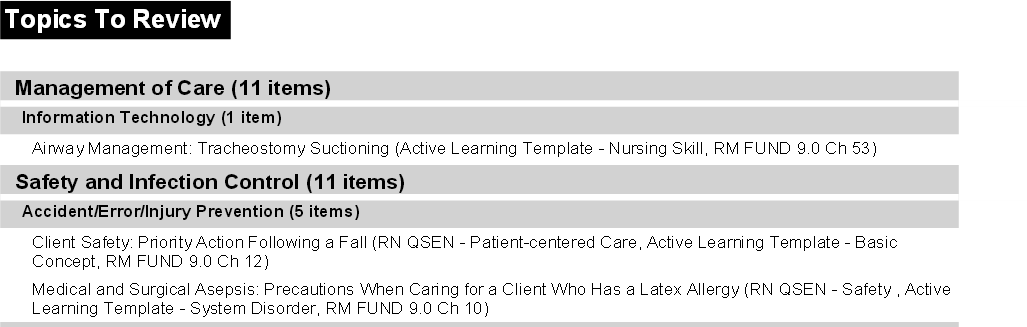 Topics To Review
Management of Care (11 items)
Information Technology (1 item)
Airway Management: Tracheostomy Suctioning (Active Learning Template - Nursing Skill, RM FUND 9.0 Ch 53)
Safety and Infection Control (11 items)
Accident/Error/Injury Prevention (5 items)
Client Safety: Priority Action Following a Fall (RN QSEN - Patient-centered Care, Active Learning Template - Basic
Concept, RM FUND 9.0 Ch 12)
Medical and Surgical Asepsis: Precautions When Caring for a Client Who Has a Latex Allergy (RN QSEN - Safety , Active
Learning Template - System Disorder, RM FUND 9.0 Ch 10)